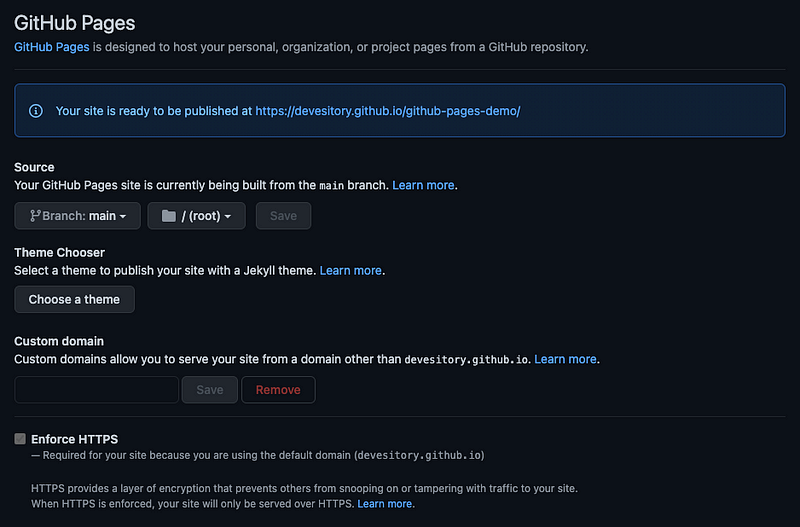 GitHub Pages
GitHub Pages is designed to host your personal, organization, or project pages from a GitHub repository.
Your site is ready to be published at https://devesitory.github.io/github-pages-demo/
Source
Your GitHub Pages site is currently being built from the main branch. Learn more.
Branch: main / (root) Save
Theme Chooser
Select a theme to publish your site with a Jekyll theme. Learn more.
Choose a theme
Custom domain
Custom domains allow you to serve your site from a domain other than devesitory.github.io. Learn more.
Save Remove
Enforce HTTPS
— Required for your site because you are using the default domain (devesitory.github.io)
HTTPS provides a layer of encryption that prevents others from snooping on or tampering with traffic to your site.
When HTTPS is enforced, your site will only be served over HTTPS. Learn more.